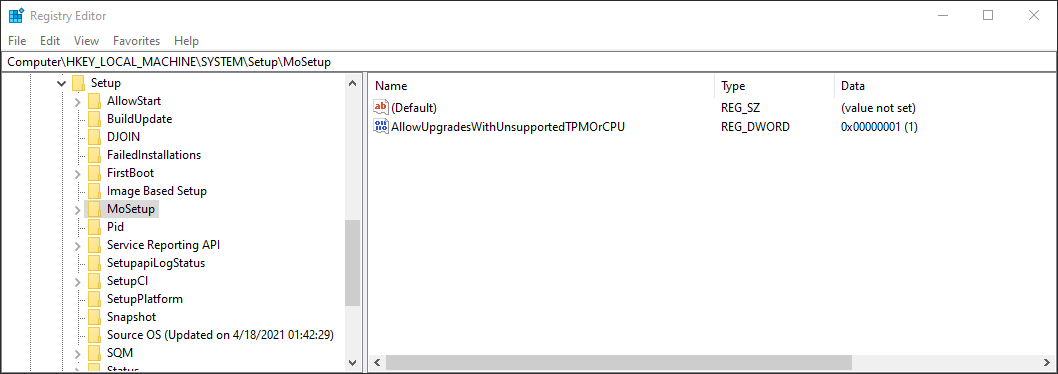 Registry Editor
File Edit View Favorites Help
Computer\HKEY_LOCAL_MACHINE\SYSTEM\Setup\MoSetup
Setup
AllowStart
BuildUpdate
DJOIN
FailedInstallations
FirstBoot
Image Based Setup
MoSetup
Pid
Service Reporting API
SetupapiLogStatus
SetupCl
SetupPlatform
Snapshot
Source OS (Updated on 4/18/2021 01:42:29)
SQM
Status
Name Type Data
ab (Default) REG_SZ (value not set)
AllowUpgradesWithUnsupportedTPMOrCPU REG_DWORD 0x00000001 (1)